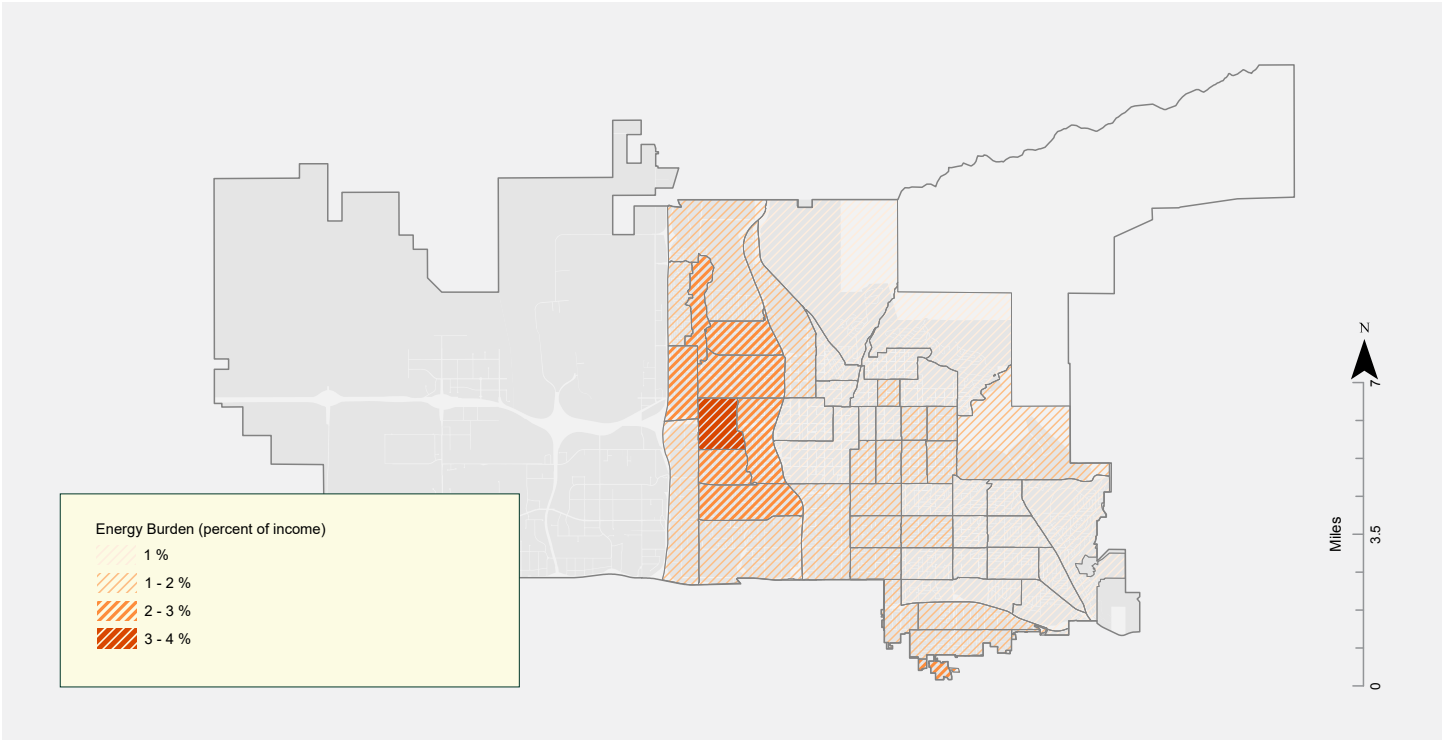 N
7
3.5
Miles
0
Energy Burden (percent of income)
1 %
1 - 2 %
2 - 3 %
3 - 4 %